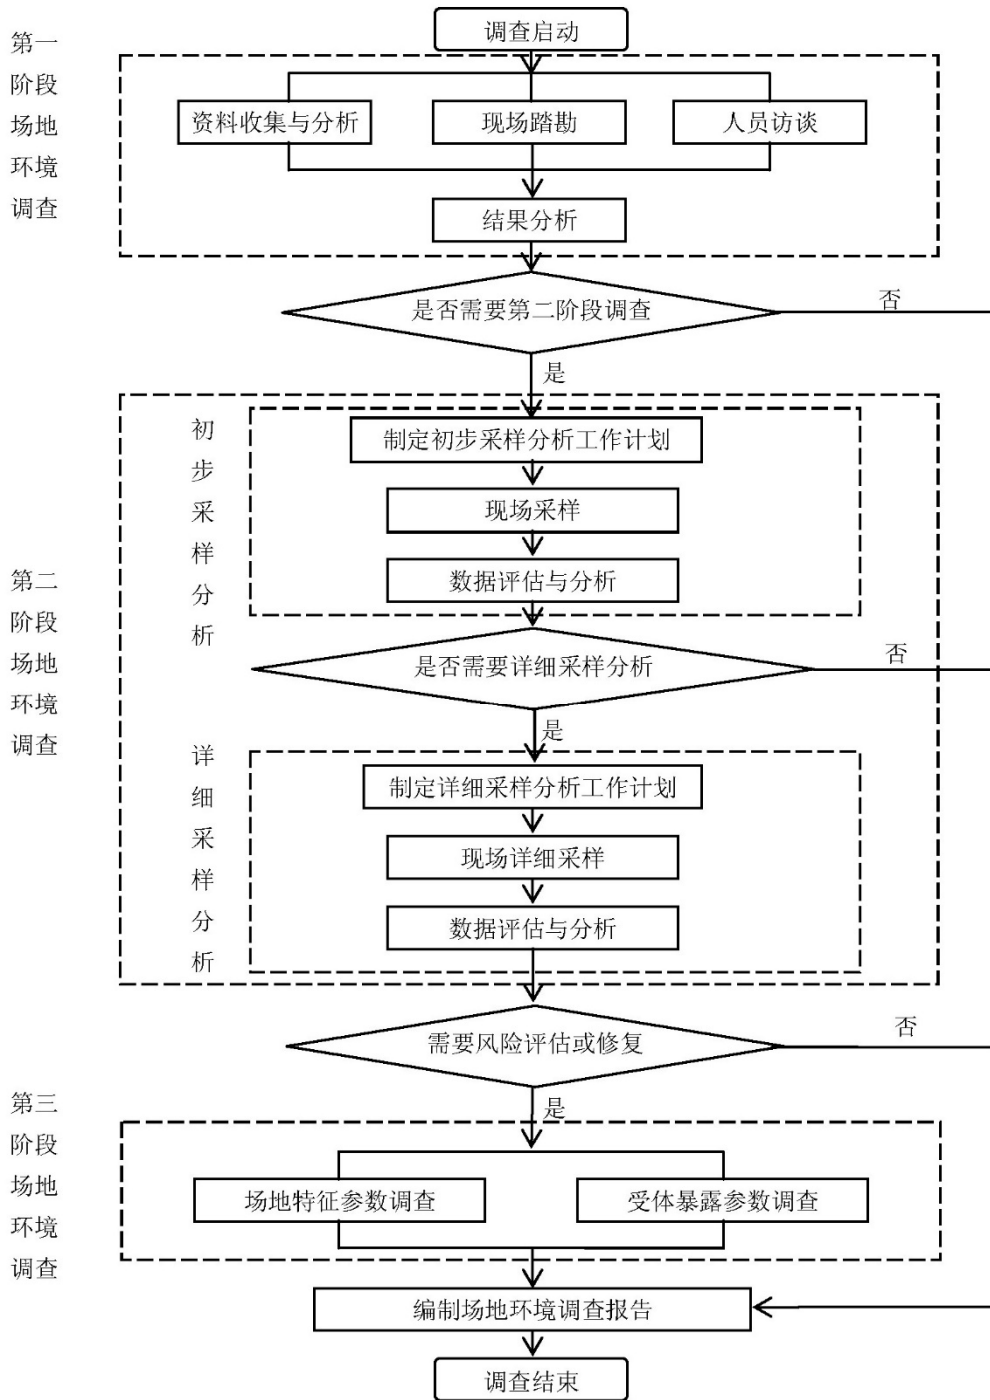 调查启动
第一
阶段
场地
环境
调查
资料收集与分析
现场踏勘
人员访谈
结果分析
是否需要第二阶段调查
否
是
第二
阶段
场地
环境
调查
初
步
采
样
分
析
制定初步采样分析工作计划
现场采样
数据评估与分析
是否需要详细采样分析
否
是
详
细
采
样
分
析
制定详细采样分析工作计划
现场详细采样
数据评估与分析
需要风险评估或修复
否
是
第三
阶段
场地
环境
调查
场地特征参数调查
受体暴露参数调查
编制场地环境调查报告
调查结束